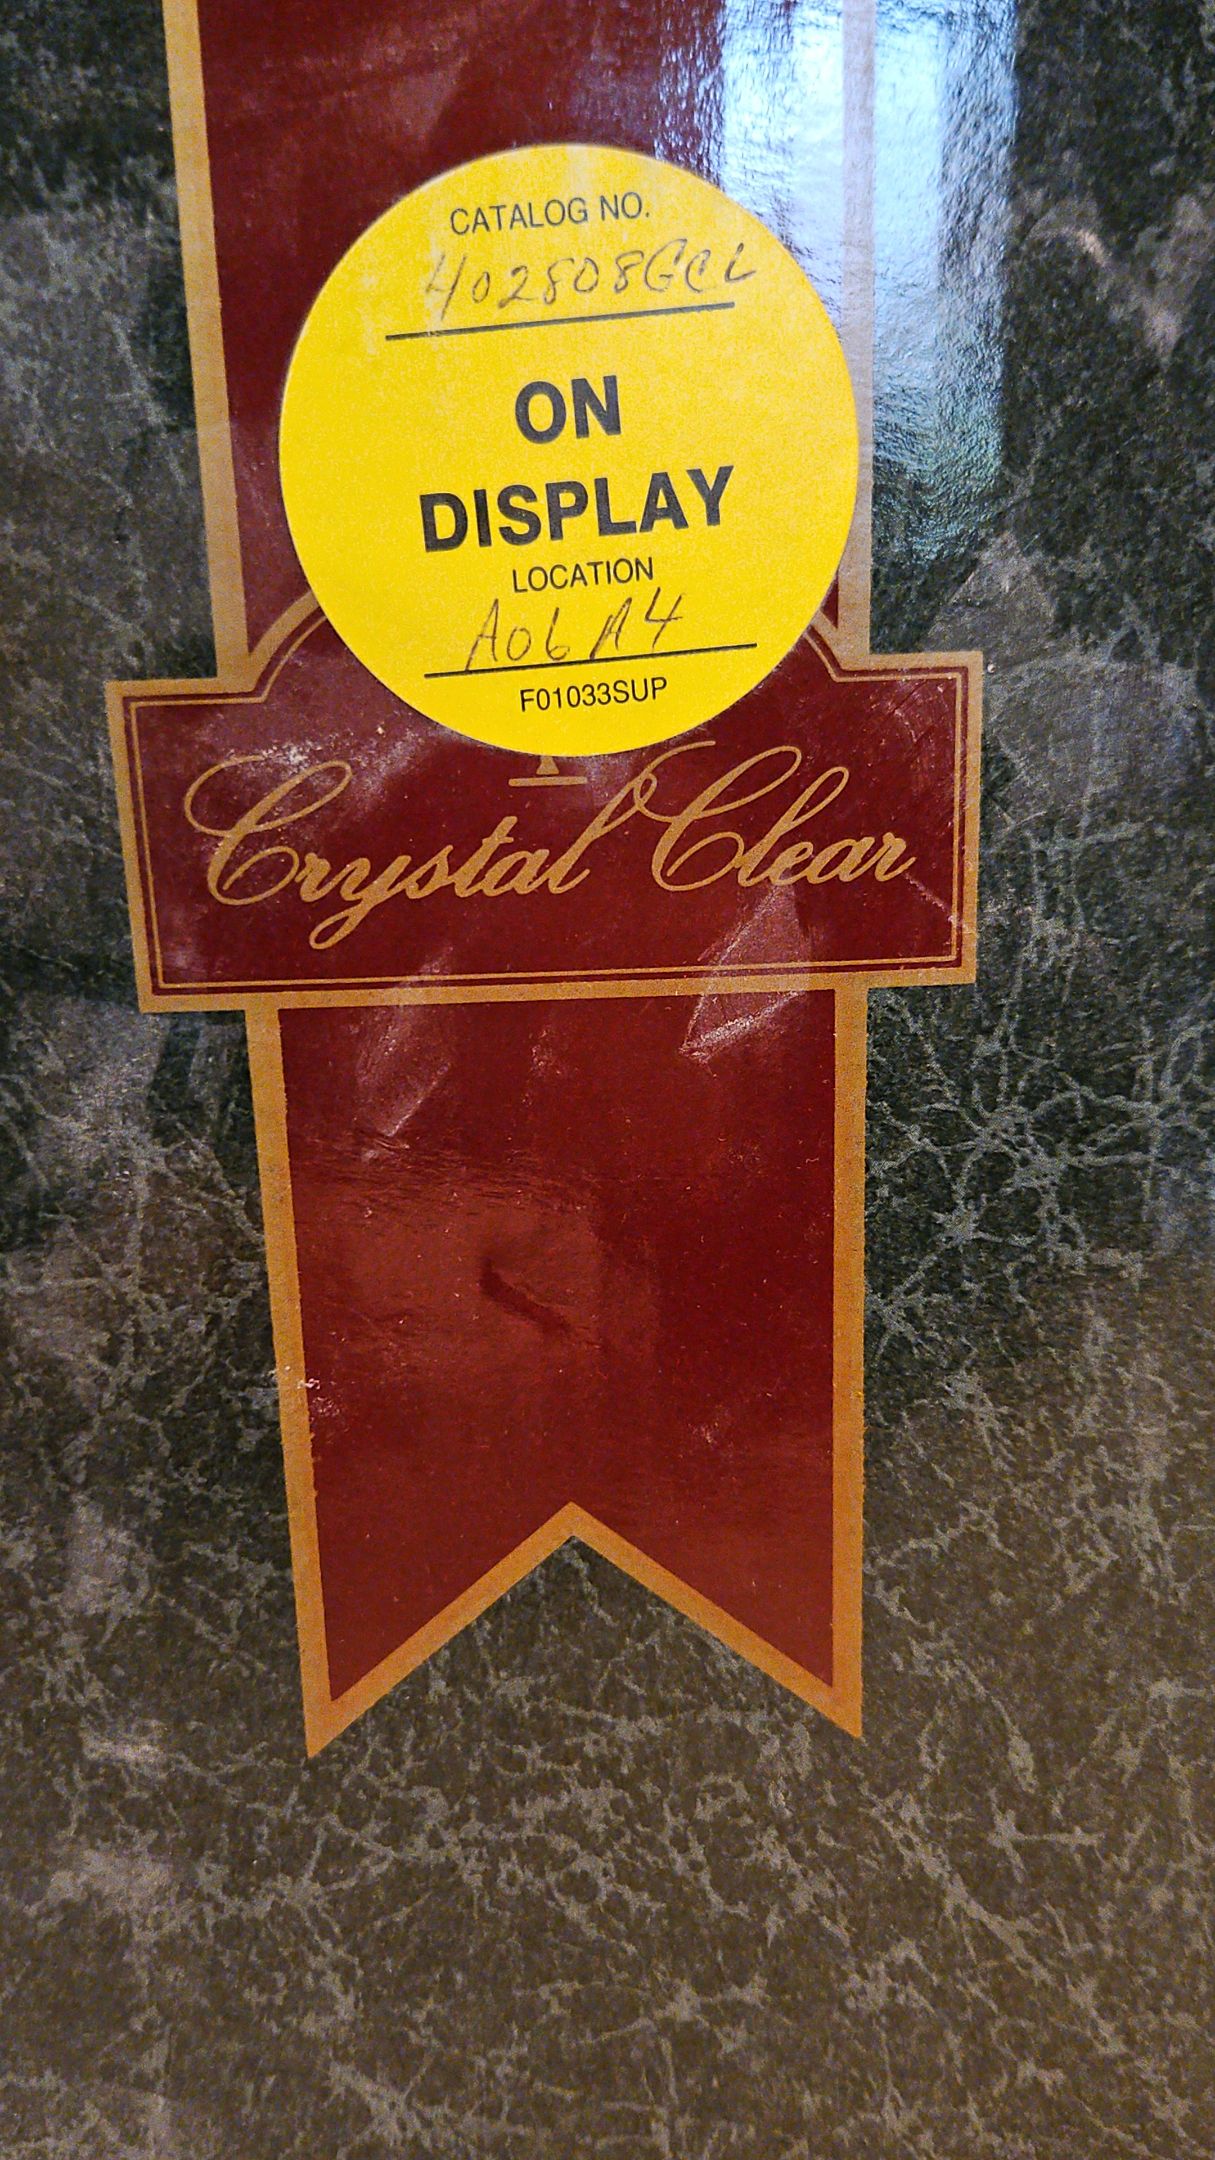 CATALOG NO.
402808GCL
ON
DISPLAY
LOCATION
A06A4
F01033SUP
Crystal Clear